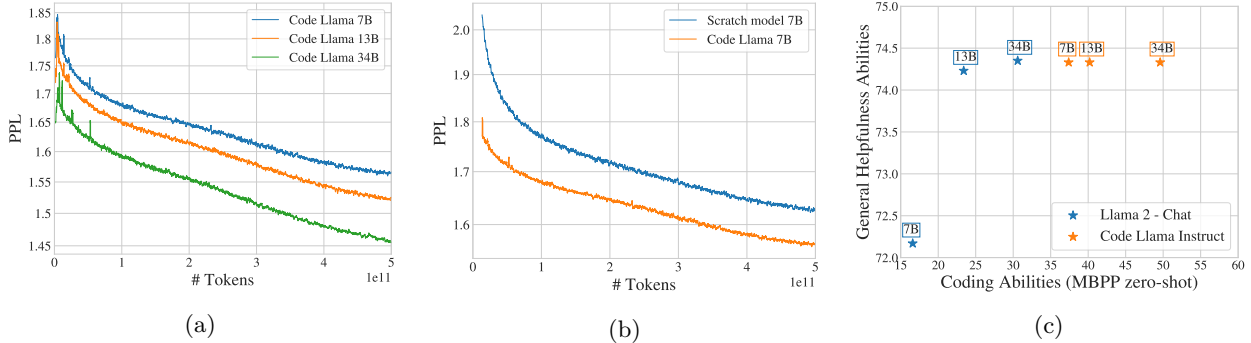 1.85
1.80
1.75
1.7
1.65
1.6
1.55
1.5
1.45
PPL
Code Llama 7B
Code Llama 13B
Code Llama 34B
0 1 2 3 4 5
1e11
# Tokens
(a)
2.0
1.9
1.8
1.7
1.6
PPL
Scratch model 7B
Code Llama 7B
0 1 2 3 4 5
1e11
# Tokens
(b)
75.0
74.5
74.0
73.5
73.0
72.5
72.0
General Helpfulness Abilities
13B
34B
7B
13B
34B
7B
Llama 2 - Chat
Code Llama Instruct
15 20 25 30 35 40 45 50 55 60
Coding Abilities (MBPP zero-shot)
(c)